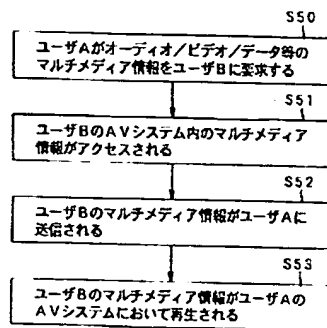 S50
ユーザAがオーディオ/ビデオ/データ等の
マルチメディア情報をユーザBに要求する
S51
ユーザBのAVシステム内のマルチメディア
情報がアクセスされる
S52
ユーザBのマルチメディア情報がユーザAに
送信される
S53
ユーザBのマルチメディア情報がユーザAの
AVシステムにおいて再生される